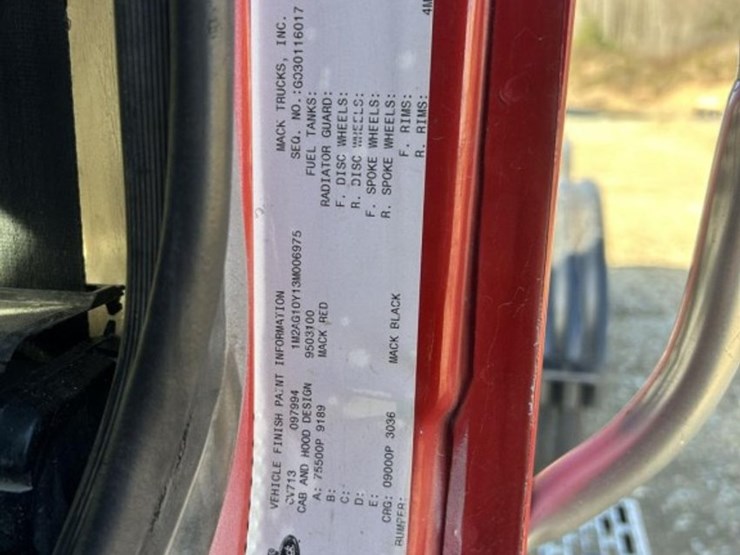 VEHICLE FINISH PAINT INFORMATION MACK TRUCKS, INC.
CV713 097994 1M2AG10Y13M006975 SEQ. NO.:G030116017
CAB AND HOOD DESIGN 9503100 FUEL TANKS:
A: 75500P 9189 MACK RED RADIATOR GUARD:
B: F. DISC WHEELS:
C: R. DISC WHEELS:
D: F. SPOKE WHEELS:
E: R. SPOKE WHEELS:
CRG: 09000P 3036 MACK BLACK F. RIMS:
BUMPER: R. RIMS: